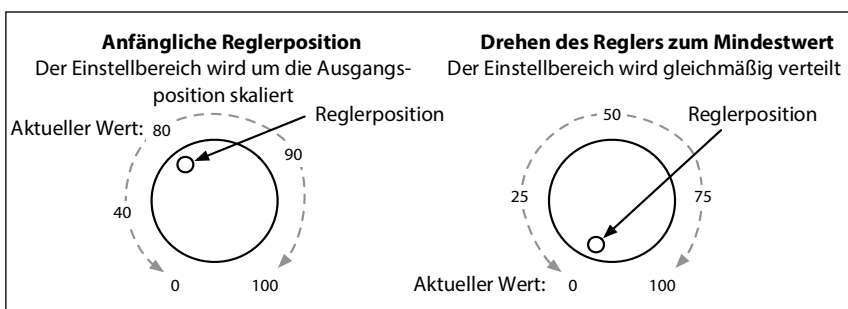 Anfängliche Reglerposition
Der Einstellbereich wird um die Ausgangs-
position skaliert
Reglerposition
Aktueller Wert: 80
90
40
0
100
Drehen des Reglers zum Mindestwert
Der Einstellbereich wird gleichmäßig verteilt
50
Reglerposition
25
75
Aktueller Wert: 0
100